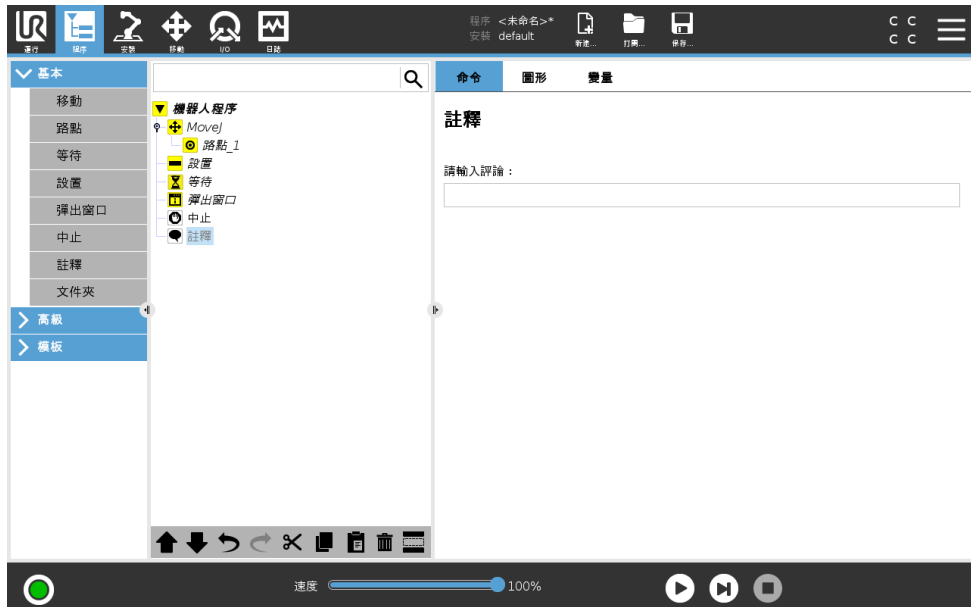 運行
程序
安裝
移動
I/O
日誌
程序 <未命名>*
安裝 default
新建...
打開...
保存...
C C
C C
基本
移動
路點
等待
設置
彈出窗口
中止
註釋
文件夾
高級
模板
機器人程序
MoveJ
路點_1
設置
等待
彈出窗口
中止
註釋
命令 圖形 變量
註釋
請輸入評論：
速度 100%